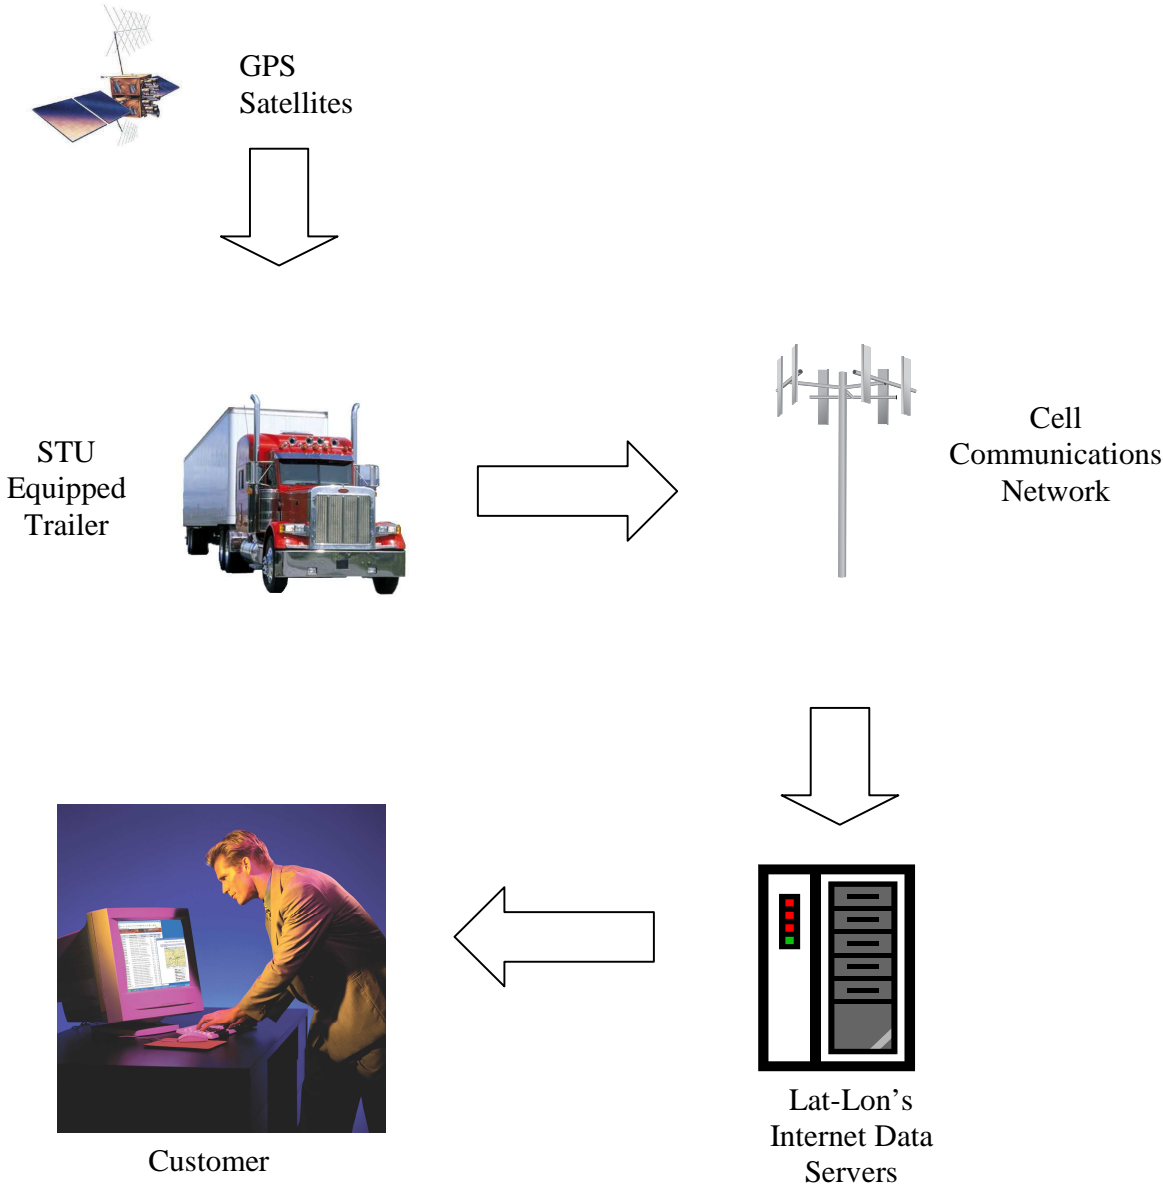 GPS
Satellites
STU
Equipped
Trailer
Cell
Communications
Network
Lat-Lon's
Internet Data
Servers
Customer